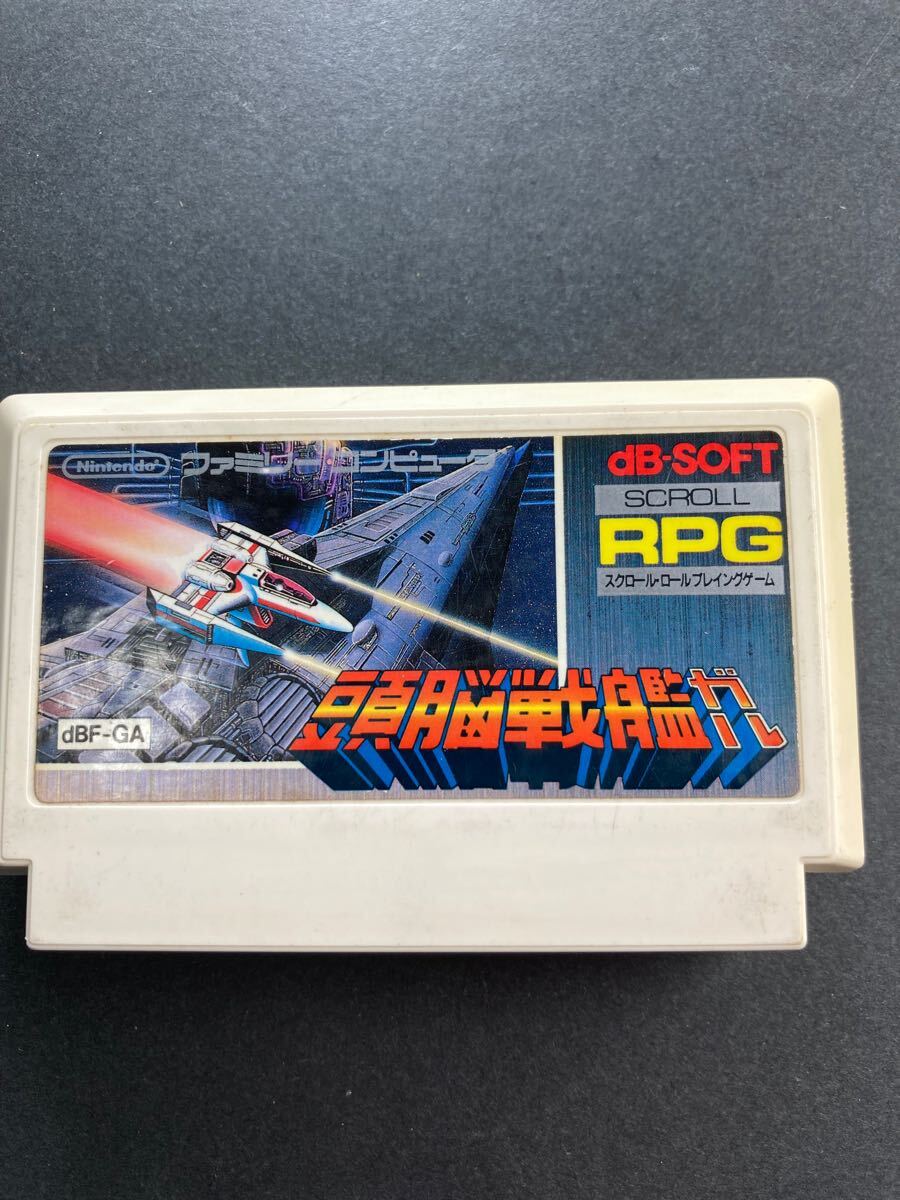 Nintendo ファミリーコンピュータ
dB-SOFT
SCROLL
RPG
スクロール・ロールプレイングゲーム
頭脳戦艦ガル
dBF-GA